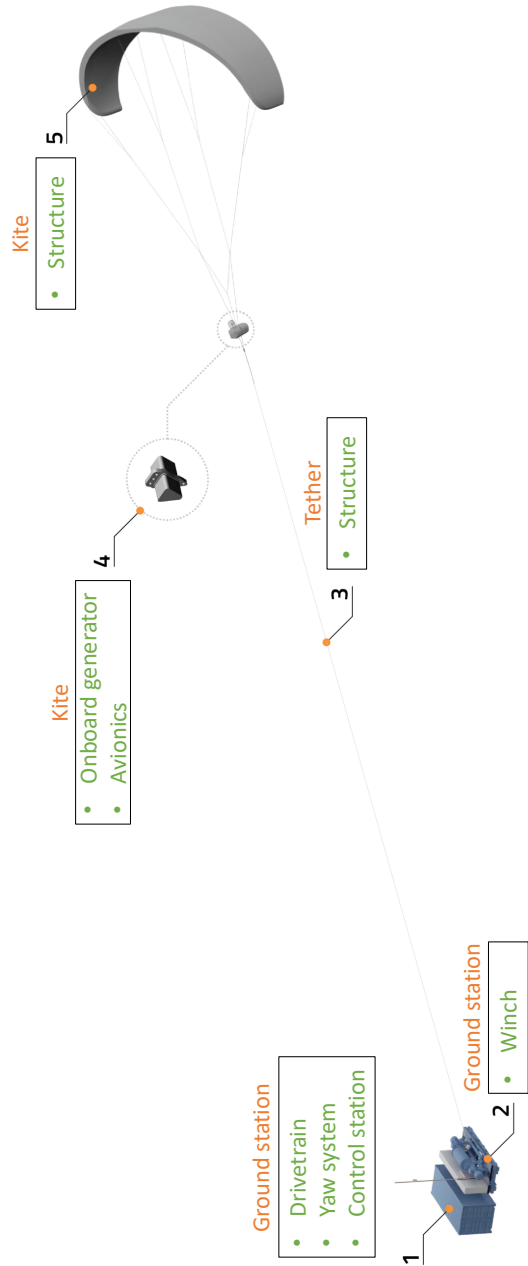 Ground station
• Drivetrain
• Yaw system
• Control station
1
Ground station
• Winch
2
Tether
• Structure
3
Kite
• Onboard generator
• Avionics
4
Kite
• Structure
5